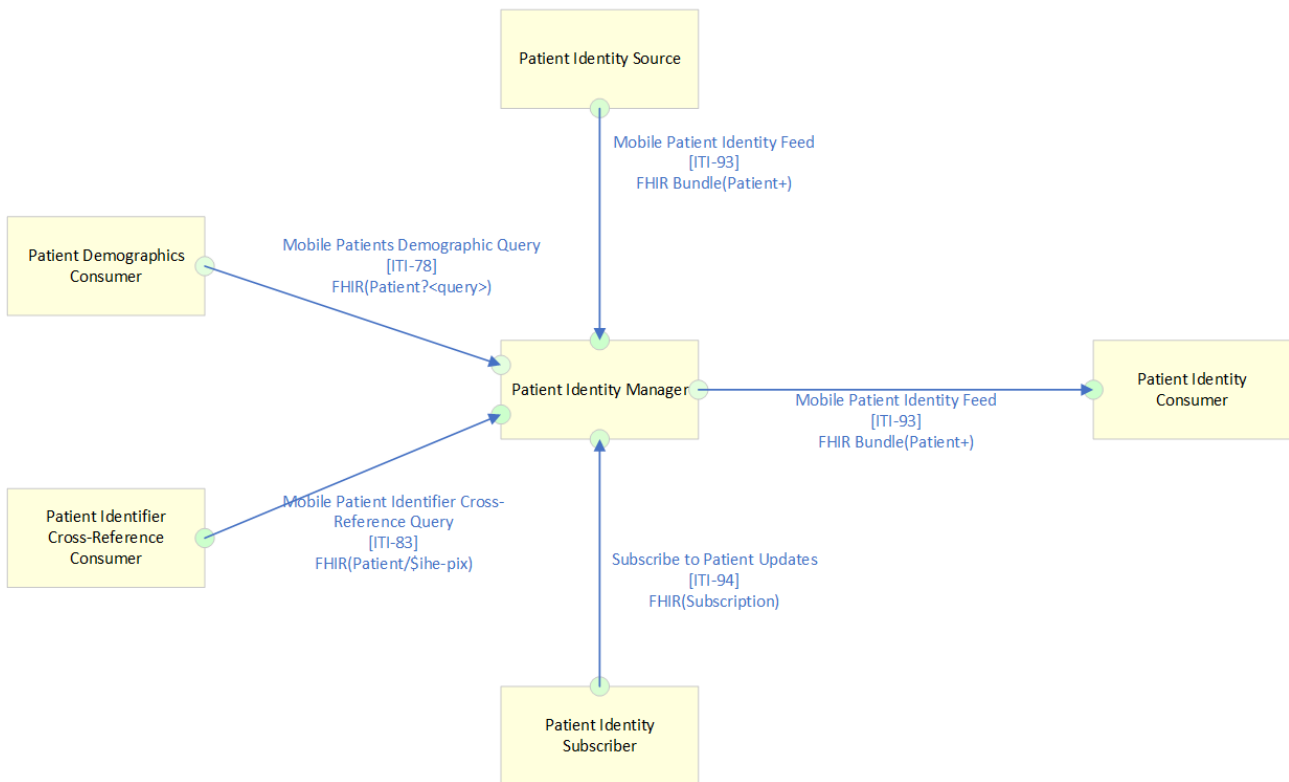 Patient Identity Source
Mobile Patient Identity Feed
[ITI-93]
FHIR Bundle(Patient+)
Patient Demographics
Consumer
Mobile Patients Demographic Query
[ITI-78]
FHIR(Patient?<query>)
Patient Identity Manager
Mobile Patient Identity Feed
[ITI-93]
FHIR Bundle(Patient+)
Patient Identity
Consumer
Patient Identifier
Cross-Reference
Consumer
Mobile Patient Identifier Cross-
Reference Query
[ITI-83]
FHIR(Patient/$ihe-pix)
Subscribe to Patient Updates
[ITI-94]
FHIR(Subscription)
Patient Identity
Subscriber